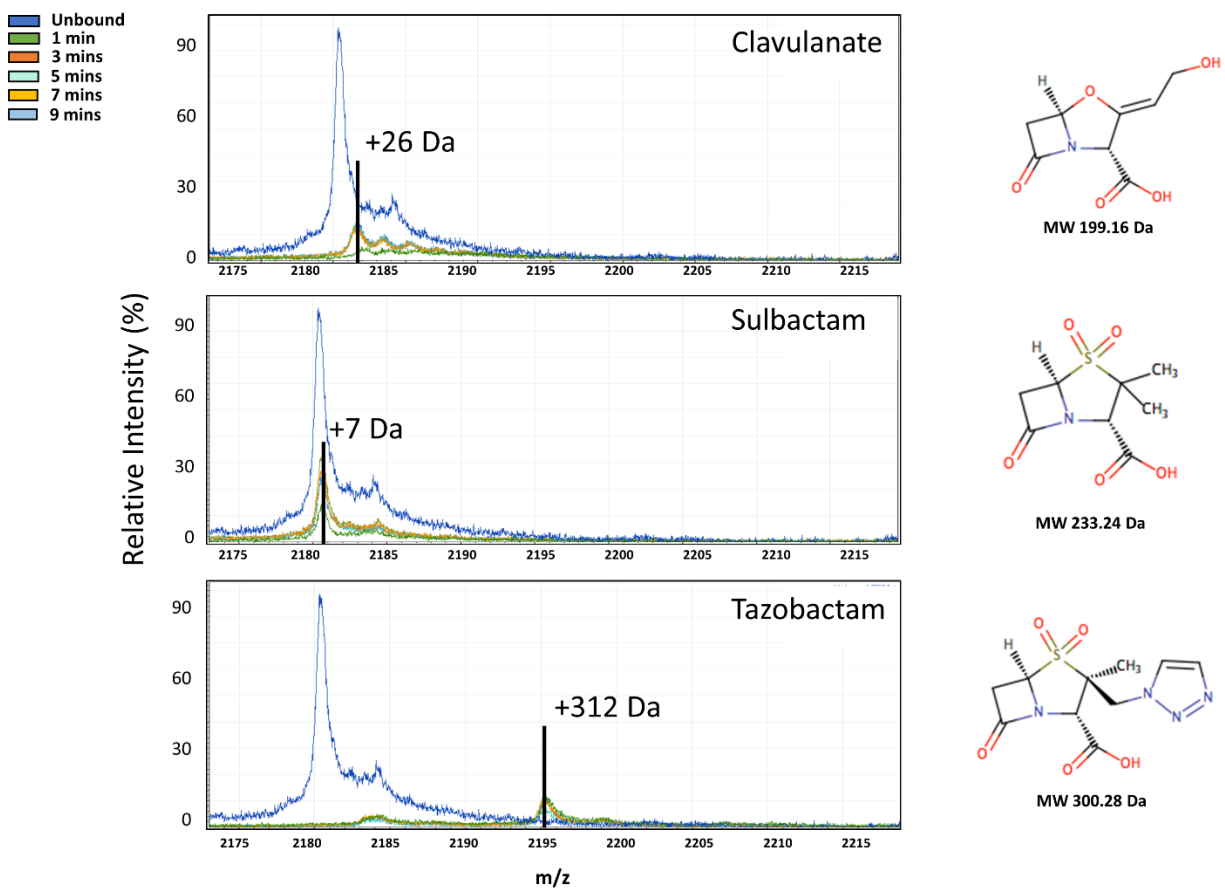 Unbound
1 min
3 mins
5 mins
7 mins
9 mins
Relative Intensity (%)
90
60
30
0
Clavulanate
+26 Da
2175 2180 2185 2190 2195 2200 2205 2210 2215
H
O
OH
N
O
O
OH
MW 199.16 Da
90
60
30
0
Sulbactam
+7 Da
2175 2180 2185 2190 2195 2200 2205 2210 2215
O O
H
S
CH3
N
CH3
O
O
OH
MW 233.24 Da
90
60
30
0
Tazobactam
+312 Da
2175 2180 2185 2190 2195 2200 2205 2210 2215
m/z
O O
H
S
CH3
N
N
N
N
O
O
OH
MW 300.28 Da